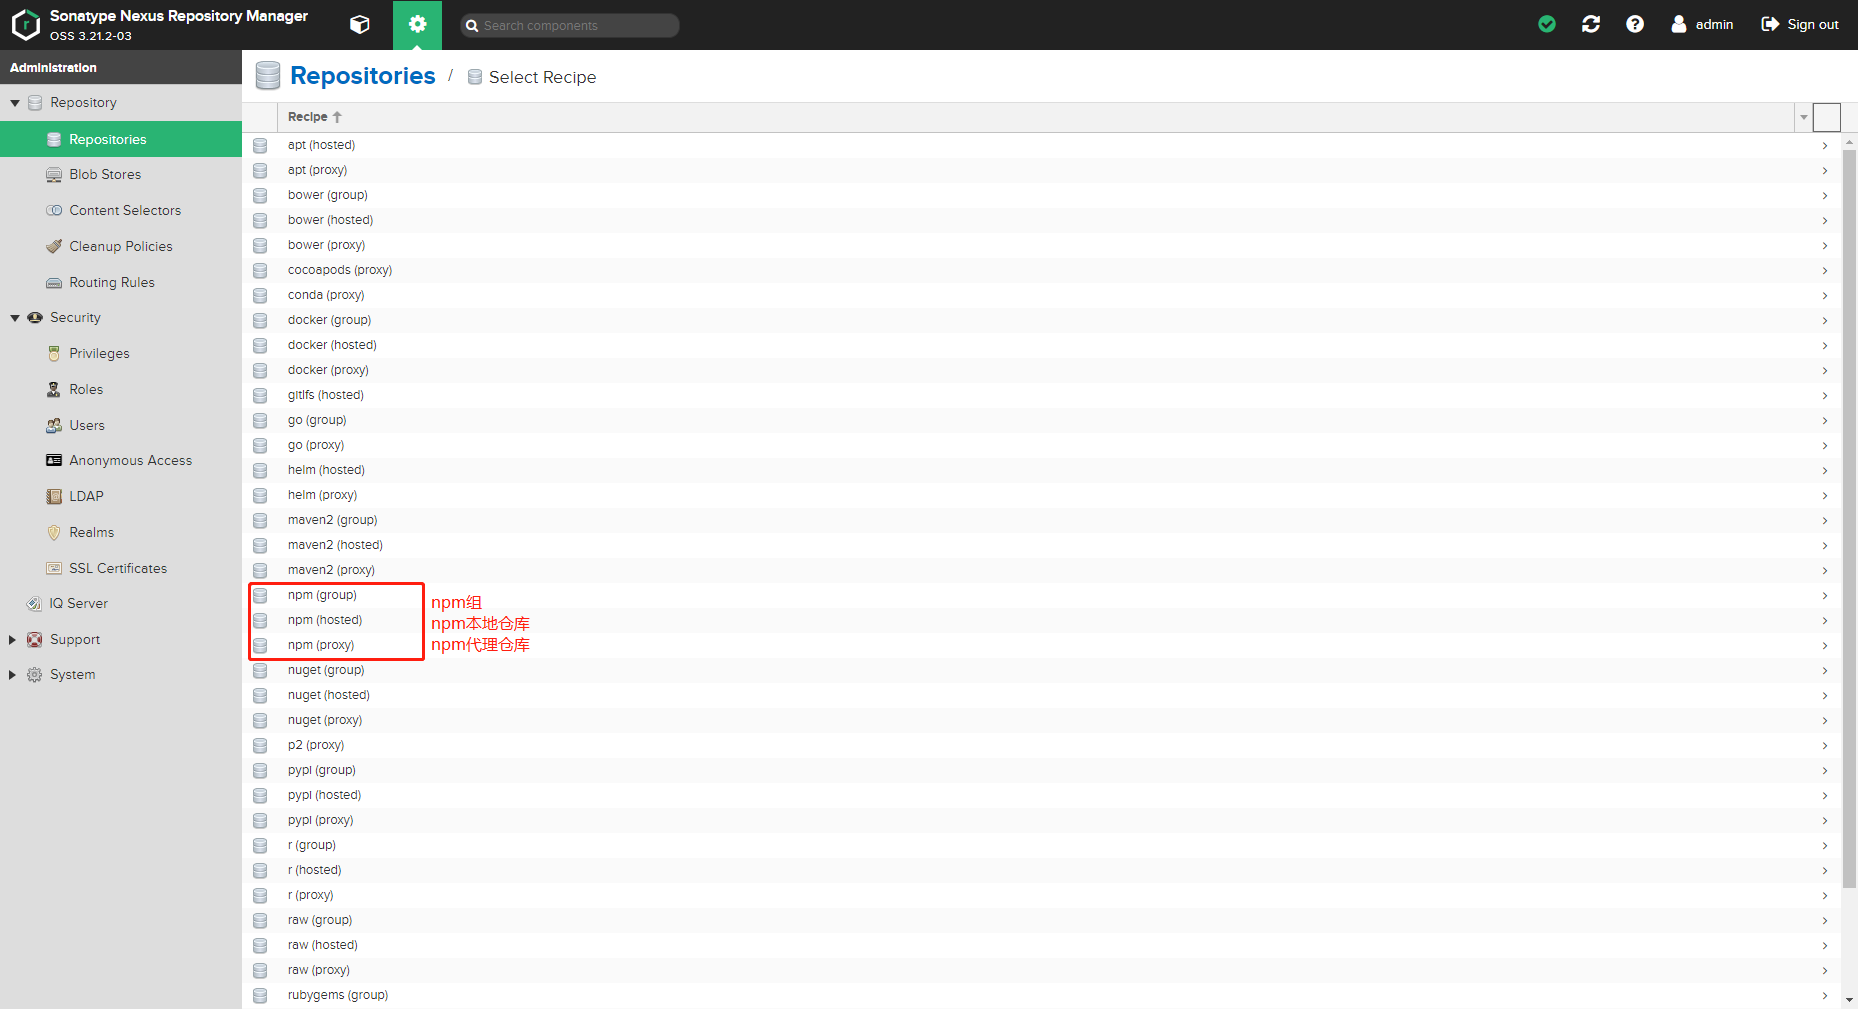 Sonatype Nexus Repository Manager
OSS 3.21.2-03
Search components
admin
Sign out
Administration
Repository
Repositories
Blob Stores
Content Selectors
Cleanup Policies
Routing Rules
Security
Privileges
Roles
Users
Anonymous Access
LDAP
Realms
SSL Certificates
IQ Server
Support
System
Repositories / Select Recipe
Recipe
apt (hosted)
apt (proxy)
bower (group)
bower (hosted)
bower (proxy)
cocoapods (proxy)
conda (proxy)
docker (group)
docker (hosted)
docker (proxy)
gitlfs (hosted)
go (group)
go (proxy)
helm (hosted)
helm (proxy)
maven2 (group)
maven2 (hosted)
maven2 (proxy)
npm (group)
npm (hosted)
npm (proxy)
npm组
npm本地仓库
npm代理仓库
nuget (group)
nuget (hosted)
nuget (proxy)
p2 (proxy)
pypi (group)
pypi (hosted)
pypi (proxy)
r (group)
r (hosted)
r (proxy)
raw (group)
raw (hosted)
raw (proxy)
rubygems (group)